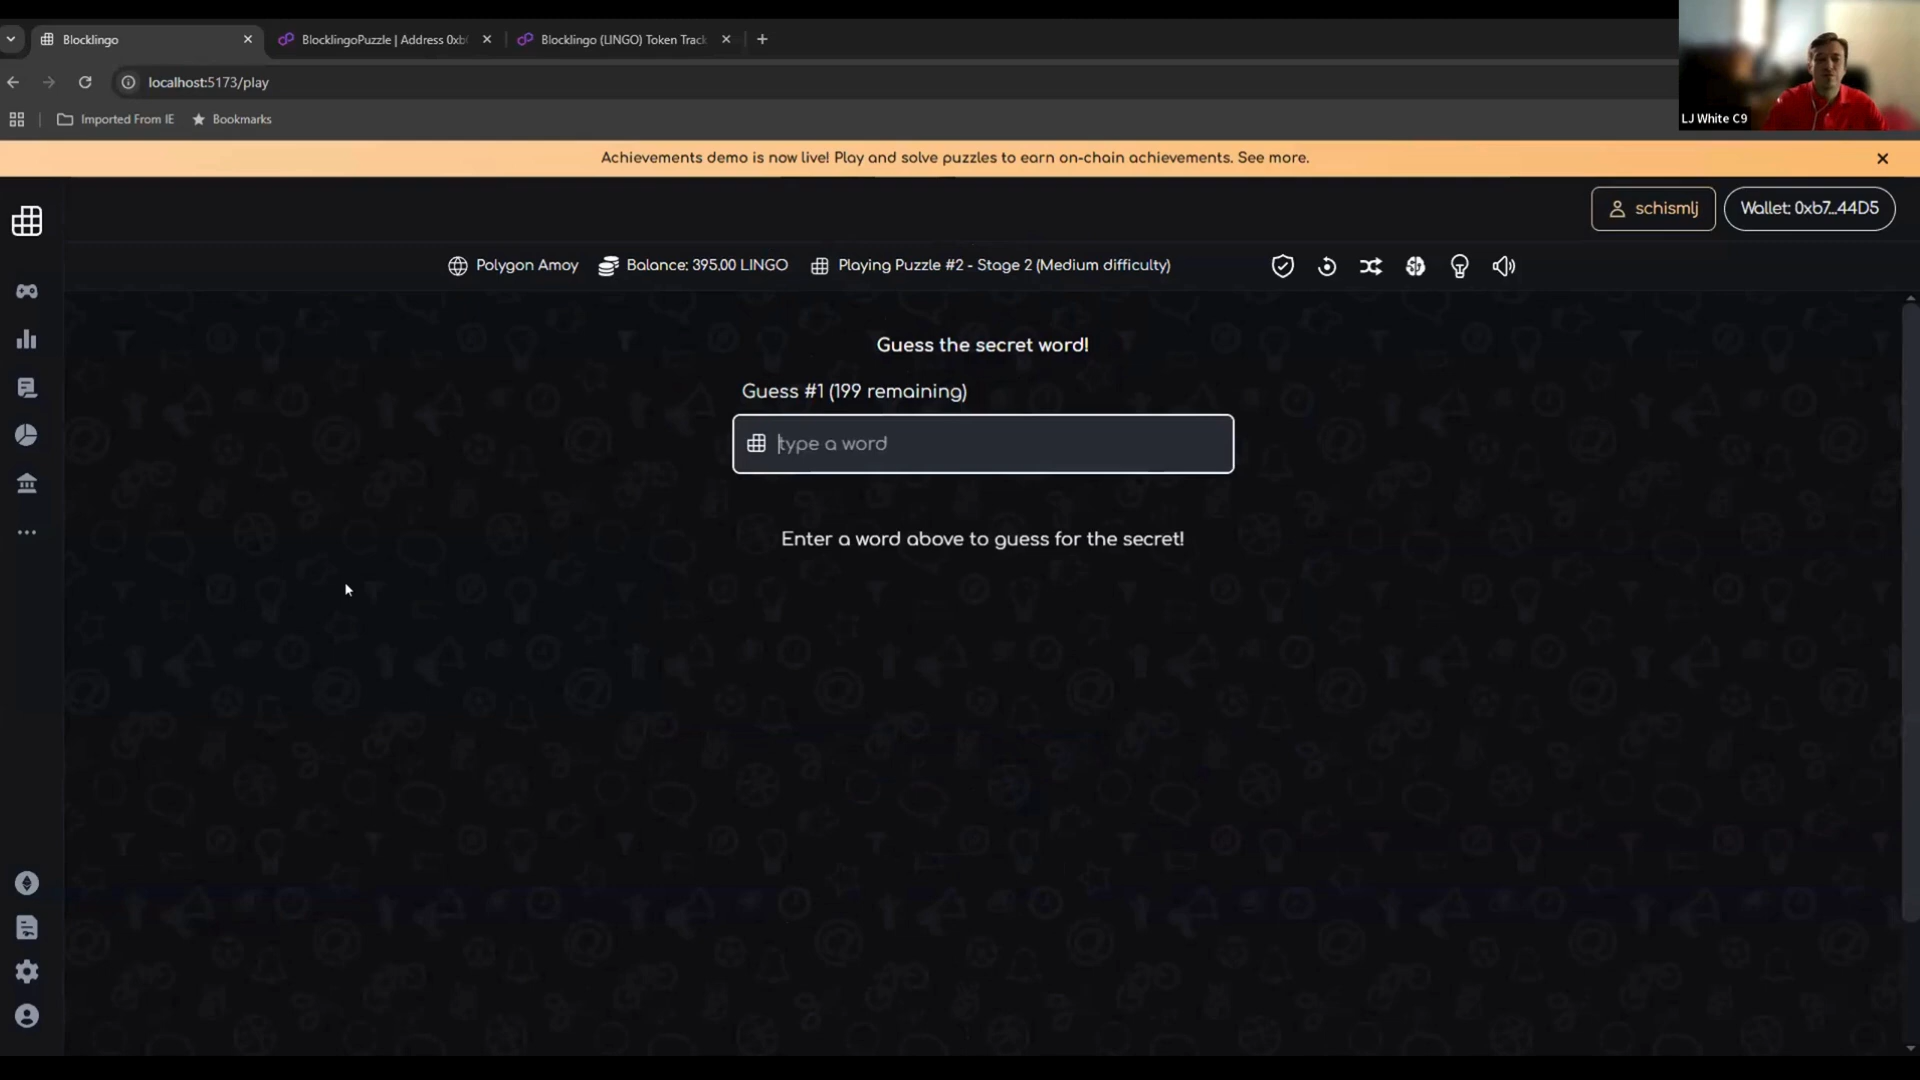 Blocklingo
BlocklingoPuzzle | Address 0xb
Blocklingo (LINGO) Token Track
localhost:5173/play
Imported From IE
Bookmarks
LJ White C9
Achievements demo is now live! Play and solve puzzles to earn on-chain achievements. See more.
schismlj
Wallet: 0xb7...44D5
Polygon Amoy
Balance: 395.00 LINGO
Playing Puzzle #2 - Stage 2 (Medium difficulty)
Guess the secret word!
Guess #1 (199 remaining)
type a word
Enter a word above to guess for the secret!